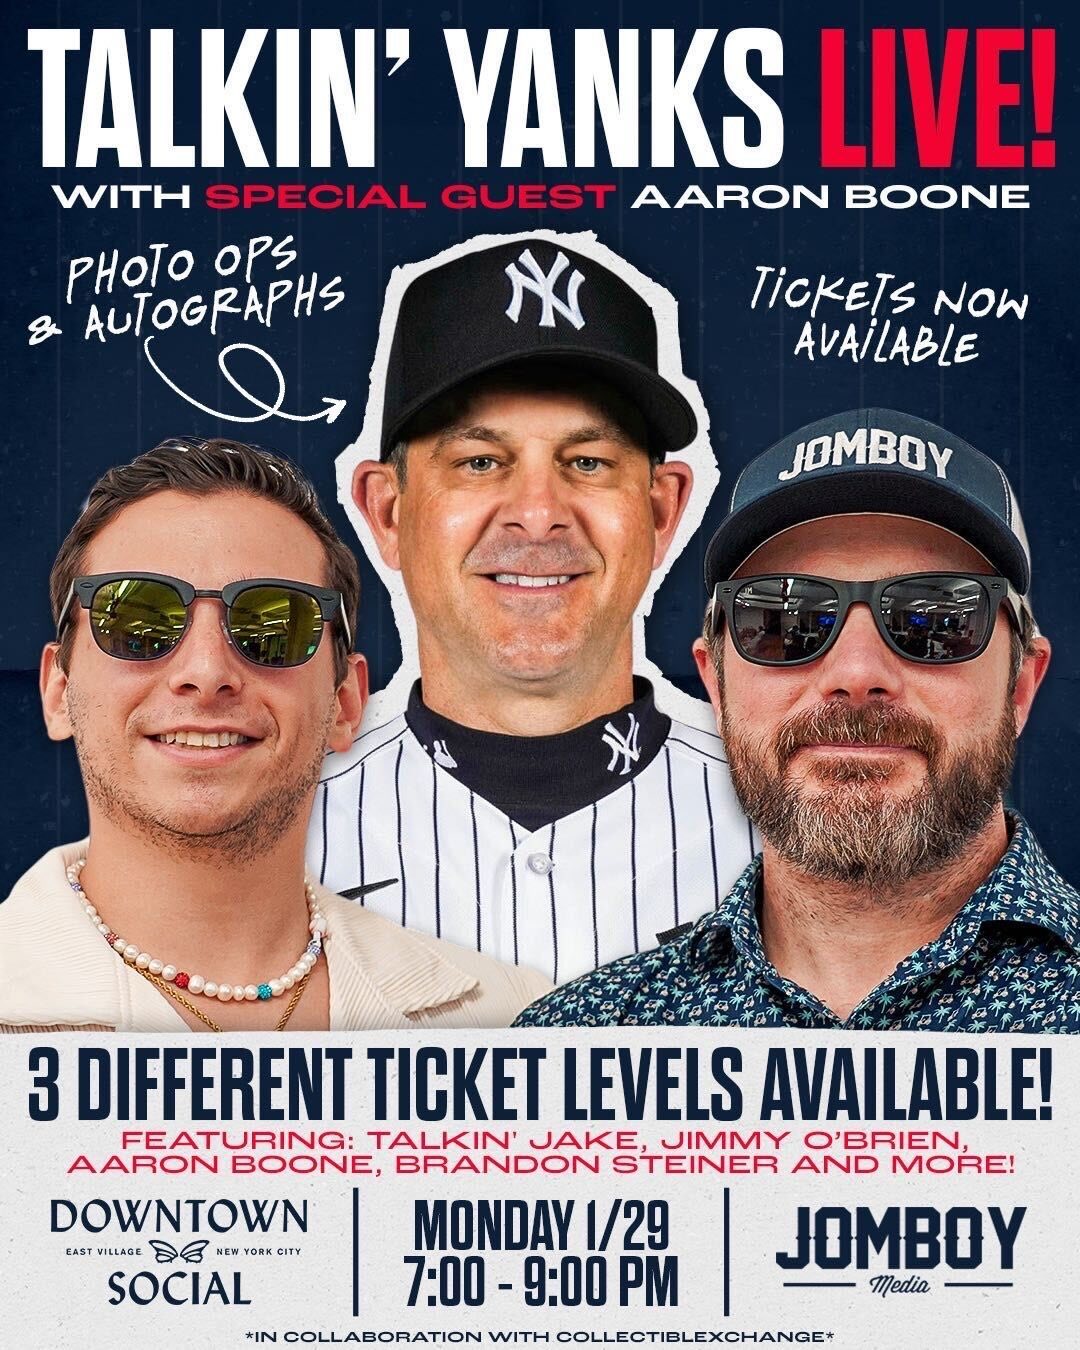 TALKIN' YANKS LIVE!
WITH SPECIAL GUEST AARON BOONE
PHOTO OPS
& AUTOGRAPHS
TICKETS NOW
AVAILABLE
NY
JOMBOY
NY
3 DIFFERENT TICKET LEVELS AVAILABLE!
FEATURING: TALKIN' JAKE, JIMMY O'BRIEN,
AARON BOONE, BRANDON STEINER AND MORE!
DOWNTOWN
EAST VILLAGE NEW YORK CITY
SOCIAL
MONDAY 1/29
7:00 - 9:00 PM
JOMBOY
Media
*IN COLLABORATION WITH COLLECTIBLEXCHANGE*